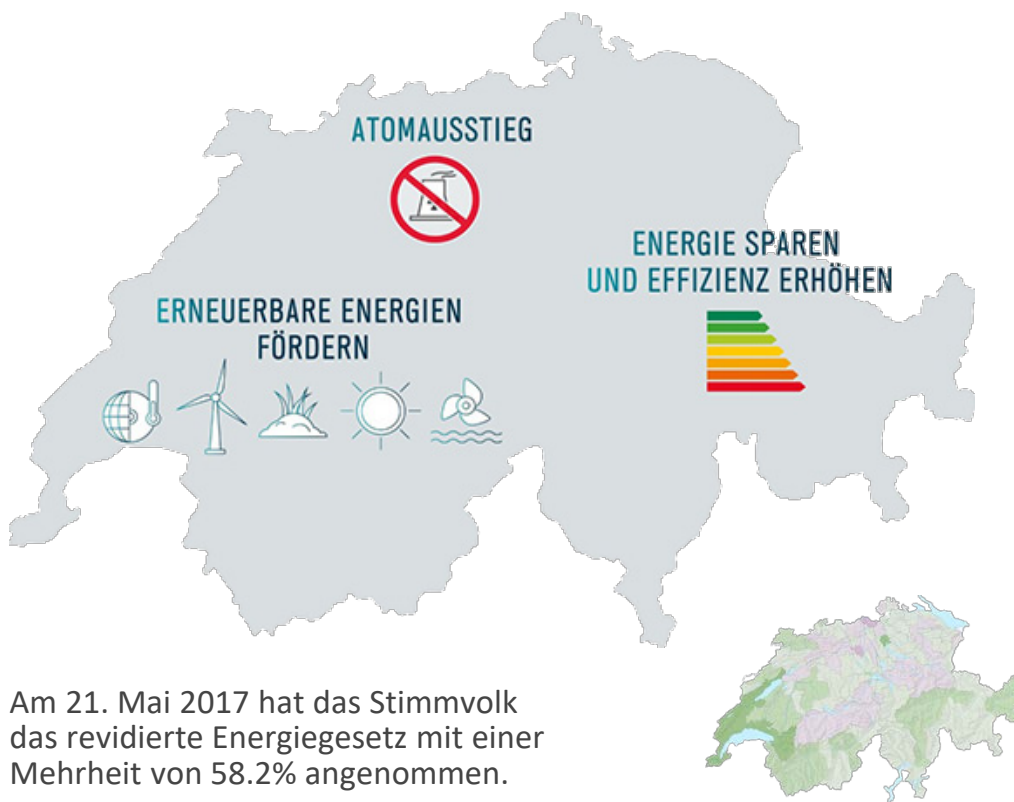 ATOMAUSSTIEG
ENERGIE SPAREN
UND EFFIZIENZ ERHÖHEN
ERNEUERBARE ENERGIEN
FÖRDERN
Am 21. Mai 2017 hat das Stimmvolk
das revidierte Energiegesetz mit einer
Mehrheit von 58.2% angenommen.